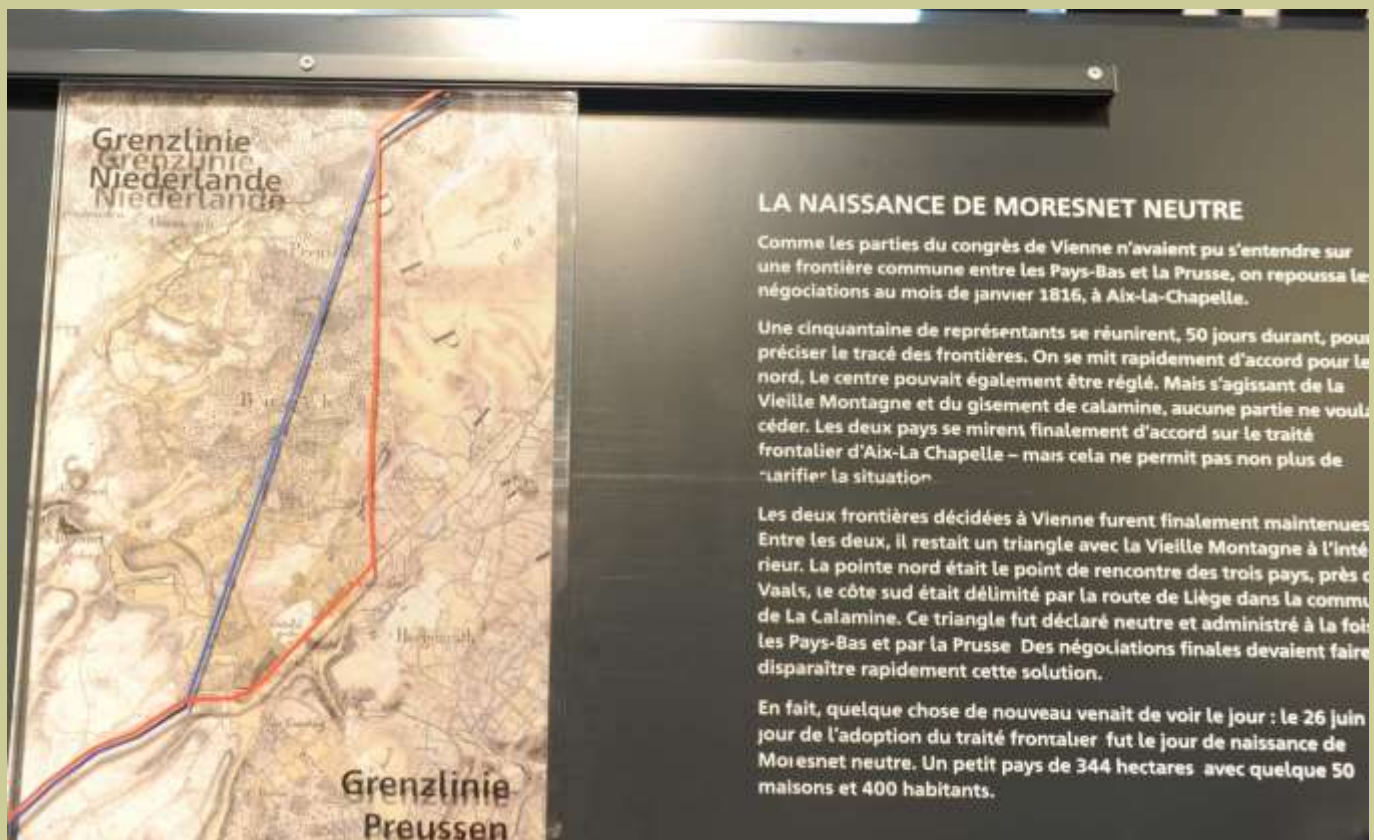 Grenzlinie
Niederlande
LA NAISSANCE DE MORESNET NEUTRE
Comme les parties du congrès de Vienne n'avaient pu s'entendre sur
une frontière commune entre les Pays-Bas et la Prusse, on repoussa le
négociations au mois de janvier 1816, à Aix-la-Chapelle.
Une cinquantaine de représentants se réunirent, 50 jours durant, pour
préciser le tracé des frontières. On se mit rapidement d'accord pour le
nord. Le centre pouvait également être réglé. Mais s'agissant de la
Vieille Montagne et du gisement de calamine, aucune partie ne voula
céder. Les deux pays se mirent finalement d'accord sur le traité
frontalier d'Aix-La Chapelle – mais cela ne permit pas non plus de
clarifier la situation
Les deux frontières décidées à Vienne furent finalement maintenues
Entre les deux, il restait un triangle avec la Vieille Montagne à l'inté
rieur. La pointe nord était le point de rencontre des trois pays, près
Vaals, le côte sud était délimité par la route de Liège dans la commu
de La Calamine. Ce triangle fut déclaré neutre et administré à la fois
les Pays-Bas et par la Prusse Des négociations finales devaient faire
disparaître rapidement cette solution.
En fait, quelque chose de nouveau venait de voir le jour : le 26 juin
jour de l'adoption du traité frontalier fut le jour de naissance de
Moresnet neutre. Un petit pays de 344 hectares avec quelque 50
maisons et 400 habitants.
Grenzlinie
Preussen